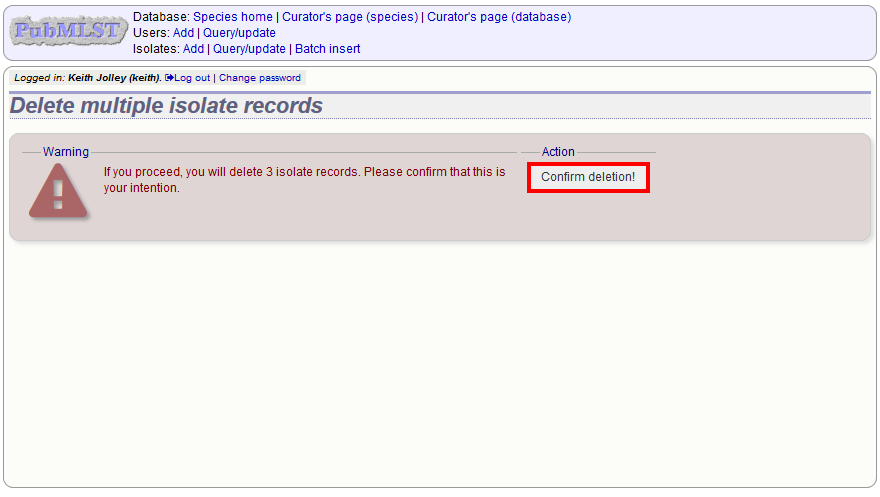 PubMLST
Database: Species home | Curator's page (species) | Curator's page (database)
Users: Add | Query/update
Isolates: Add | Query/update | Batch insert
Logged in: Keith Jolley (keith). Log out | Change password
Delete multiple isolate records
Warning
If you proceed, you will delete 3 isolate records. Please confirm that this is
your intention.
Action
Confirm deletion!